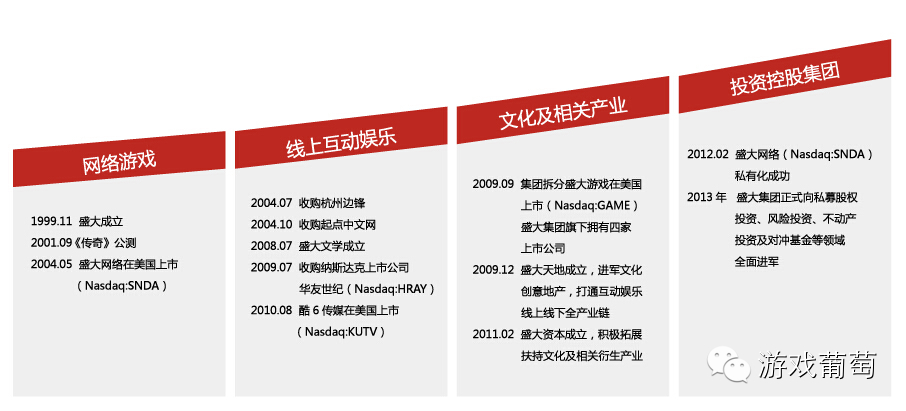 网络游戏
1999.11 盛大成立
2001.09《传奇》公测
2004.05 盛大网络在美国上市
（Nasdaq:SNDA）
线上互动娱乐
2004.07 收购杭州边锋
2004.10 收购起点中文网
2008.07 盛大文学成立
2009.07 收购纳斯达克上市公司
华友世纪（Nasdaq:HRAY）
2010.08 酷6传媒在美国上市
（Nasdaq:KUTV）
文化及相关产业
2009.09 集团拆分盛大游戏在美国
上市（Nasdaq:GAME）
盛大集团旗下拥有四家
上市公司
2009.12 盛大天地成立，进军文化
创意地产，打通互动娱乐
线上线下全产业链
2011.02 盛大资本成立，积极拓展
扶持文化及相关衍生产业
投资控股集团
2012.02 盛大网络（Nasdaq:SNDA）
私有化成功
2013年 盛大集团正式向私募股权
投资、风险投资、不动产
投资及对冲基金等领域
全面进军
游戏葡萄